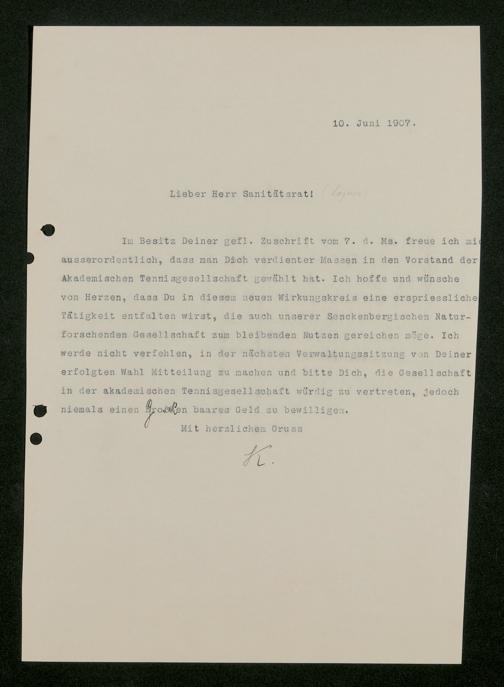 10. Juni 1907.
Lieber Herr Sanitätsrat!
Im Besitz Deiner gefl. Zuschrift vom 7. d. Ms. freue ich mic
ausserordentlich, dass man Dich verdienter Massen in den Vorstand der
Akademischen Tennisgesellschaft gewählt hat. Ich hoffe und wünsche
von Herzen, dass Du in diesem neuen Wirkungskreis eine erspriessliche
Tätigkeit entfalten wirst, die auch unserer Senckenbergischen Natur-
forschenden Gesellschaft zum bleibenden Nutzen gereichen möge. Ich
werde nicht verfehlen, in der nächsten Verwaltungssitzung von Deiner
erfolgten Wahl Mitteilung zu machen und bitte Dich, die Gesellschaft
in der akademischen Tennisgesellschaft würdig zu vertreten, jedoch
niemals einen baares Geld zu bewilligen.
Mit herzlichem Gruss
K.